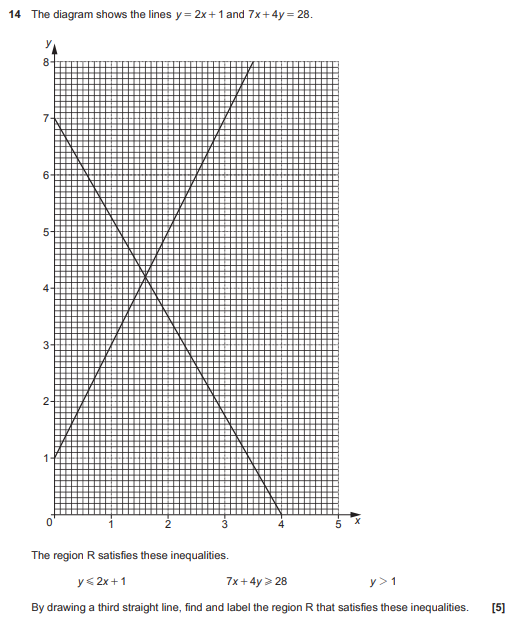 14 The diagram shows the lines y = 2x + 1 and 7x + 4y = 28.
y
8
7
6
5
4
3
2
1
0 1 2 3 4 5 x
The region R satisfies these inequalities.
y ⩽ 2x + 1 7x + 4y ⩾ 28 y > 1
By drawing a third straight line, find and label the region R that satisfies these inequalities. [5]